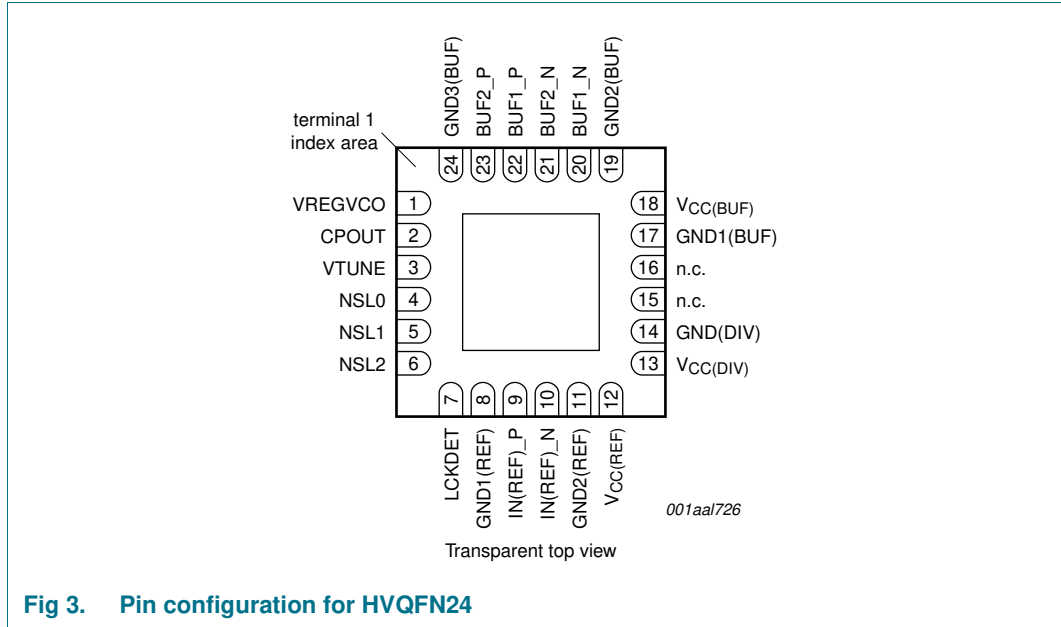 GND3(BUF)
BUF2_P
BUF1_P
BUF2_N
BUF1_N
GND2(BUF)
terminal 1
index area
24
23
22
21
20
19
VREGVCO 1
CPOUT 2
VTUNE 3
NSL0 4
NSL1 5
NSL2 6
18 VCC(BUF)
17 GND1(BUF)
16 n.c.
15 n.c.
14 GND(DIV)
13 VCC(DIV)
7
8
9
10
11
12
LCKDET
GND1(REF)
IN(REF)_P
IN(REF)_N
GND2(REF)
VCC(REF)
001aal726
Transparent top view
Fig 3. Pin configuration for HVQFN24